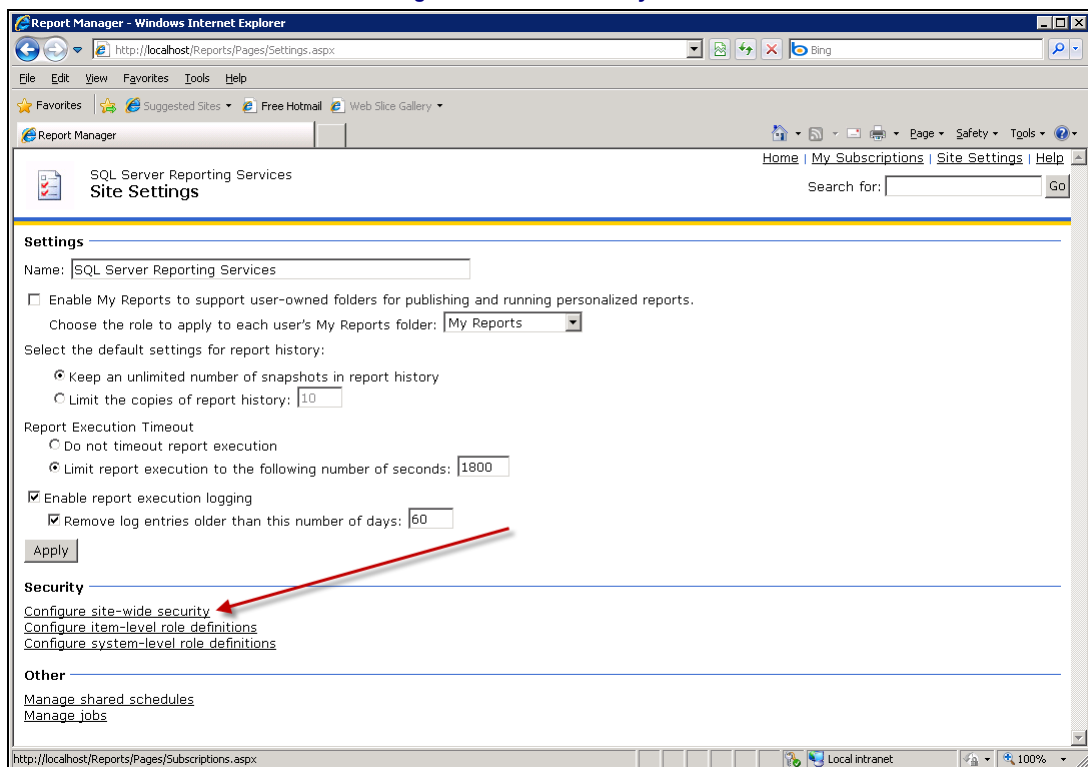 Report Manager - Windows Internet Explorer
http://localhost/Reports/Pages/Settings.aspx
Bing
File Edit View Favorites Tools Help
Favorites Suggested Sites Free Hotmail Web Slice Gallery
Report Manager Page Safety Tools
Home | My Subscriptions | Site Settings | Help
SQL Server Reporting Services
Site Settings
Search for: Go
Settings
Name: SQL Server Reporting Services
Enable My Reports to support user-owned folders for publishing and running personalized reports.
Choose the role to apply to each user's My Reports folder: My Reports
Select the default settings for report history:
Keep an unlimited number of snapshots in report history
Limit the copies of report history: 10
Report Execution Timeout
Do not timeout report execution
Limit report execution to the following number of seconds: 1800
Enable report execution logging
Remove log entries older than this number of days: 60
Apply
Security
Configure site-wide security
Configure item-level role definitions
Configure system-level role definitions
Other
Manage shared schedules
Manage jobs
http://localhost/Reports/Pages/Subscriptions.aspx Local intranet 100%